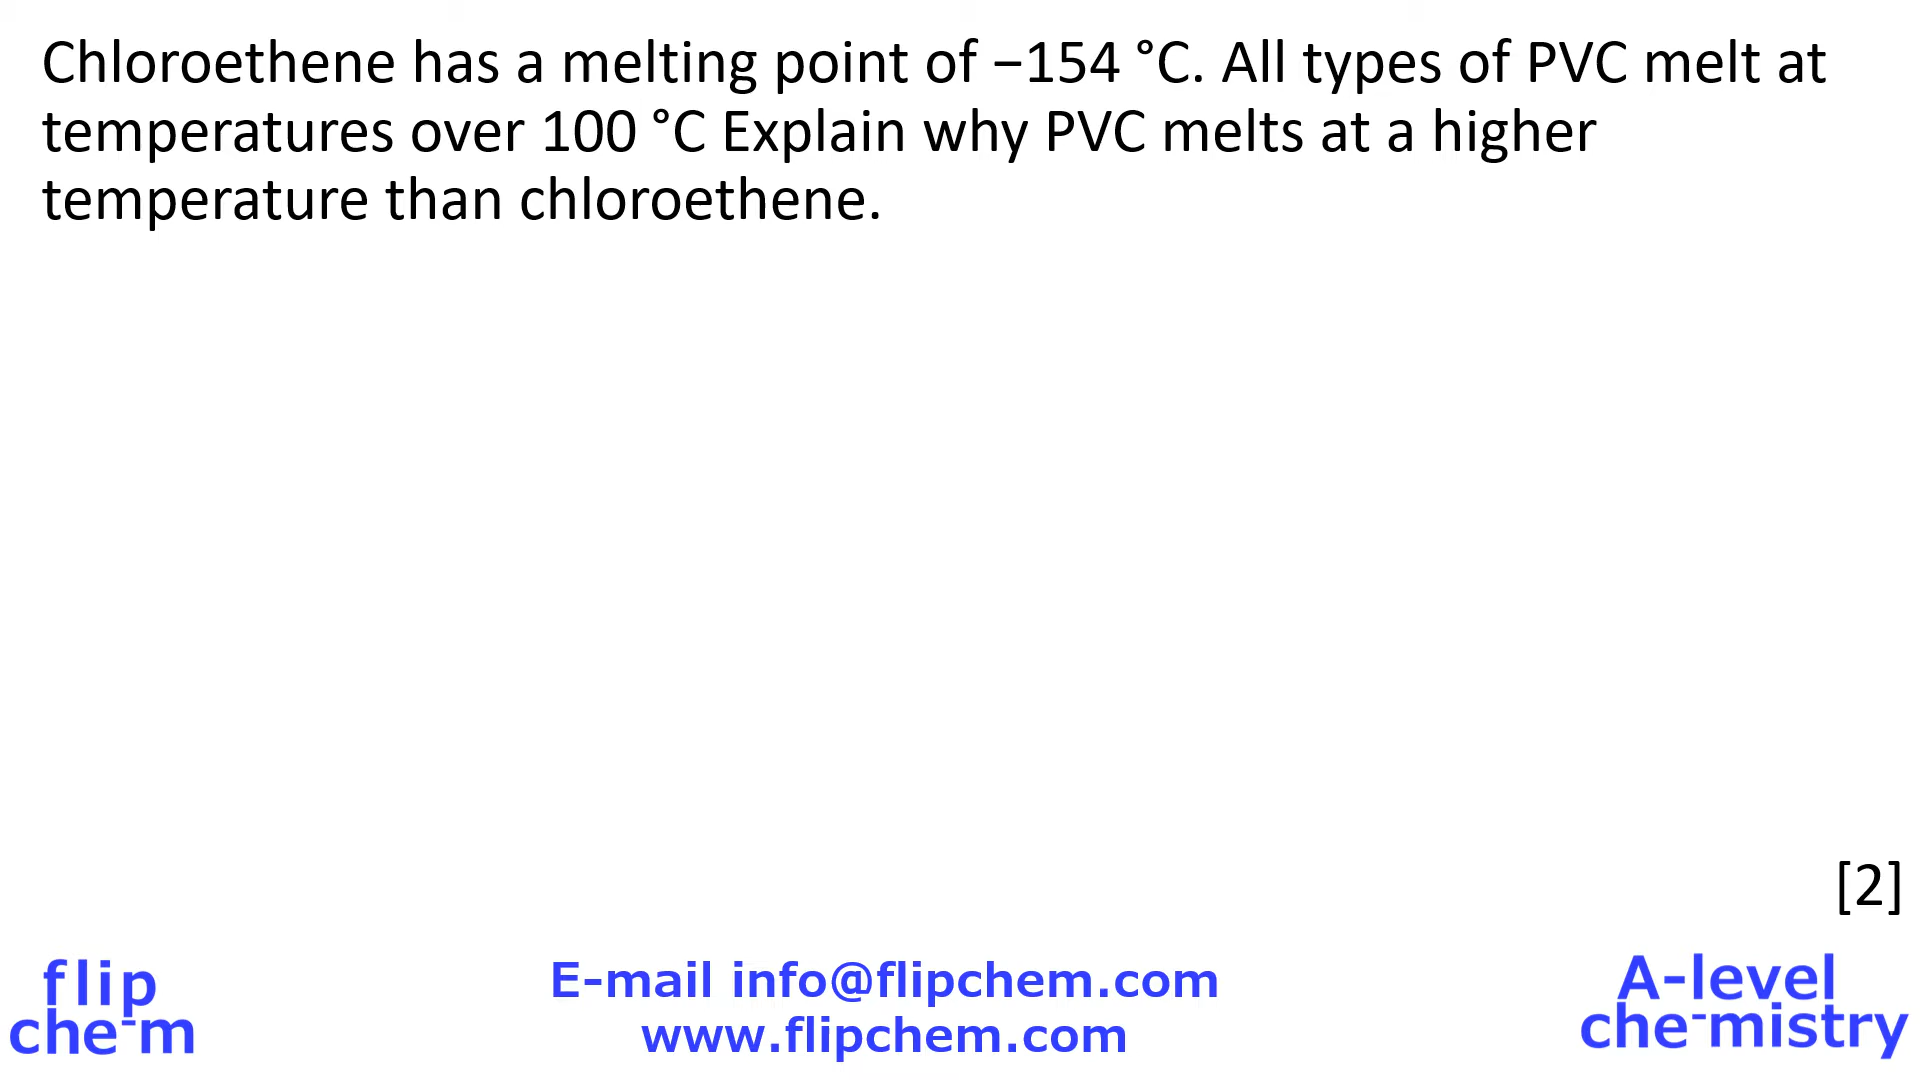 Chloroethene has a melting point of −154 °C. All types of PVC melt at
temperatures over 100 °C Explain why PVC melts at a higher
temperature than chloroethene.
[2]
flip
che-m
E-mail info@flipchem.com
www.flipchem.com
A-level
che-mistry